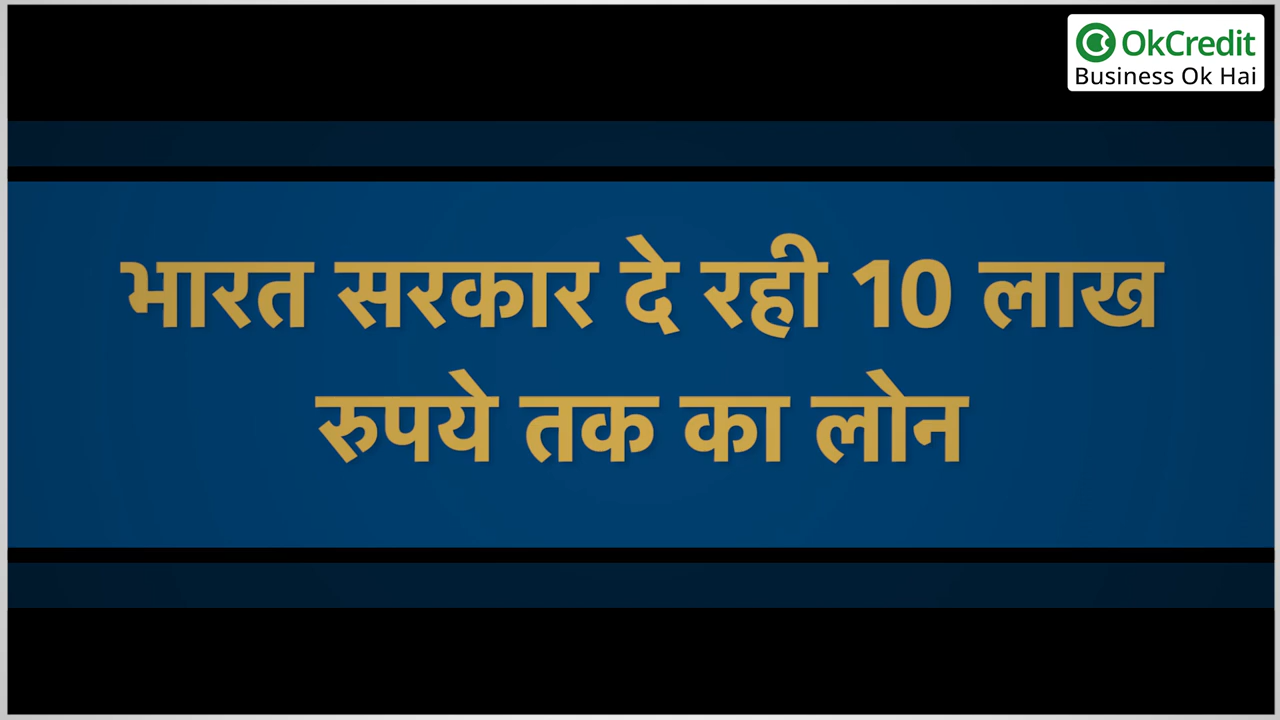 OkCredit
Business Ok Hai
भारत सरकार दे रही 10 लाख
रुपये तक का लोन